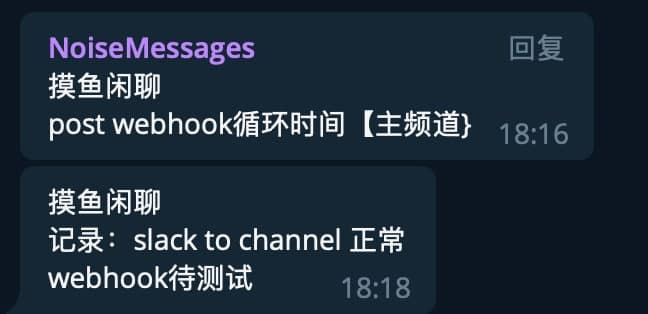 NoiseMessages 回复
摸鱼闲聊
post webhook循环时间【主频道}
18:16
摸鱼闲聊
记录：slack to channel 正常
webhook待测试
18:18